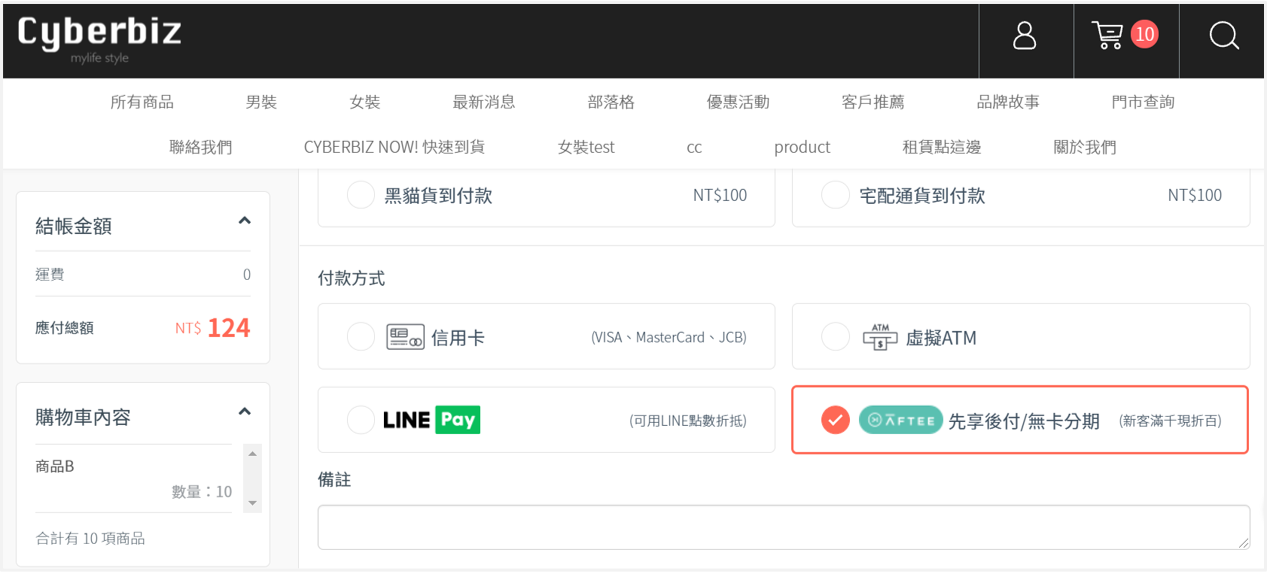 Cyberbiz
mylife style
10
所有商品 男裝 女裝 最新消息 部落格 優惠活動 客戶推薦 品牌故事 門市查詢
聯絡我們 CYBERBIZ NOW! 快速到貨 女裝test cc product 租賃點這邊 關於我們
結帳金額
運費 0
應付總額 NT$ 124
購物車內容
商品B
數量：10
合計有 10 項商品
黑貓貨到付款 NT$100
宅配通貨到付款 NT$100
付款方式
信用卡 (VISA、MasterCard、JCB)
ATM $ 虛擬ATM
LINE Pay (可用LINE點數折抵)
AFTEE 先享後付/無卡分期 (新客滿千現折百)
備註